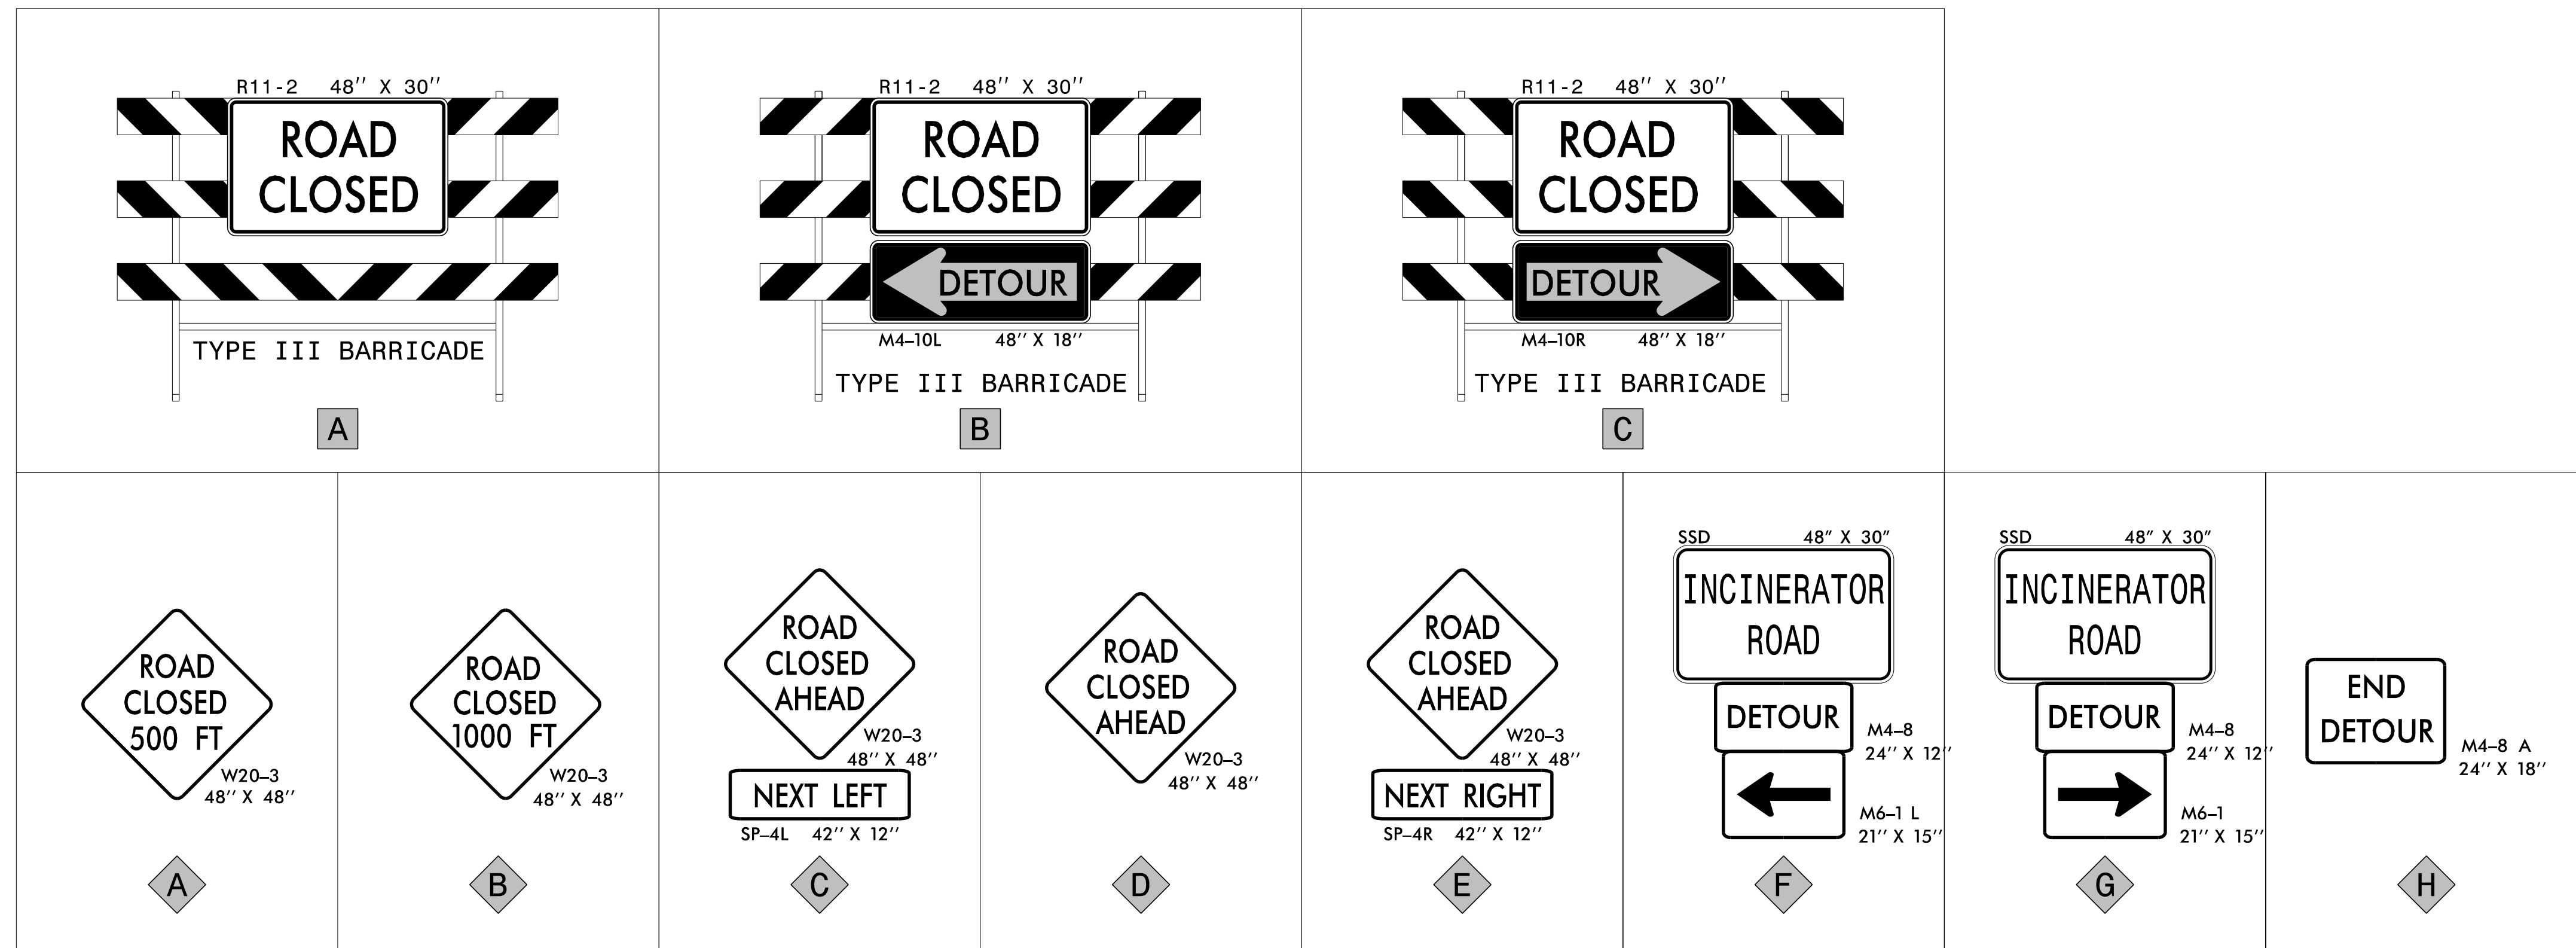 R11-2 48'' X 30''
ROAD
CLOSED
TYPE III BARRICADE
A
R11-2 48'' X 30''
ROAD
CLOSED
DETOUR
M4-10L 48'' X 18''
TYPE III BARRICADE
B
R11-2 48'' X 30''
ROAD
CLOSED
DETOUR
M4-10R 48'' X 18''
TYPE III BARRICADE
C
ROAD
CLOSED
500 FT
W20-3
48'' X 48''
A
ROAD
CLOSED
1000 FT
W20-3
48'' X 48''
B
ROAD
CLOSED
AHEAD
W20-3
48'' X 48''
NEXT LEFT
SP-4L 42'' X 12''
C
ROAD
CLOSED
AHEAD
W20-3
48'' X 48''
D
ROAD
CLOSED
AHEAD
W20-3
48'' X 48''
NEXT RIGHT
SP-4R 42'' X 12''
E
SSD 48" X 30"
INCINERATOR
ROAD
DETOUR
M4-8
24'' X 12''
M6-1 L
21'' X 15''
F
SSD 48" X 30"
INCINERATOR
ROAD
DETOUR
M4-8
24'' X 12''
M6-1
21'' X 15''
G
END
DETOUR
M4-8 A
24'' X 18''
H